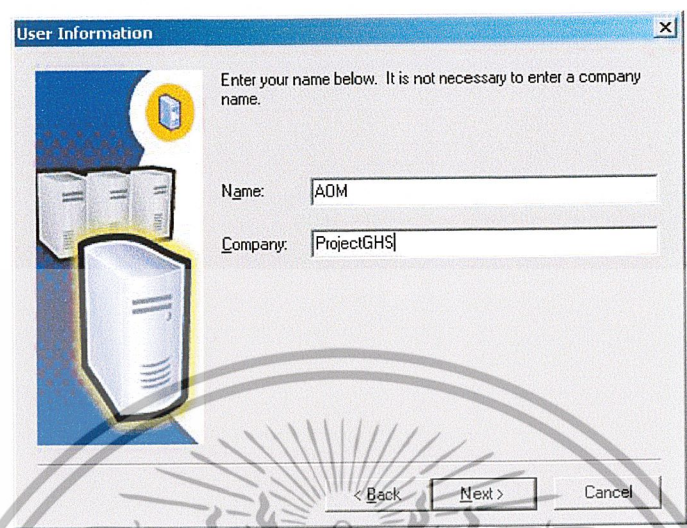 User Information
Enter your name below. It is not necessary to enter a company
name.
Name: AOM
Company: ProjectGHS
< Back Next > Cancel